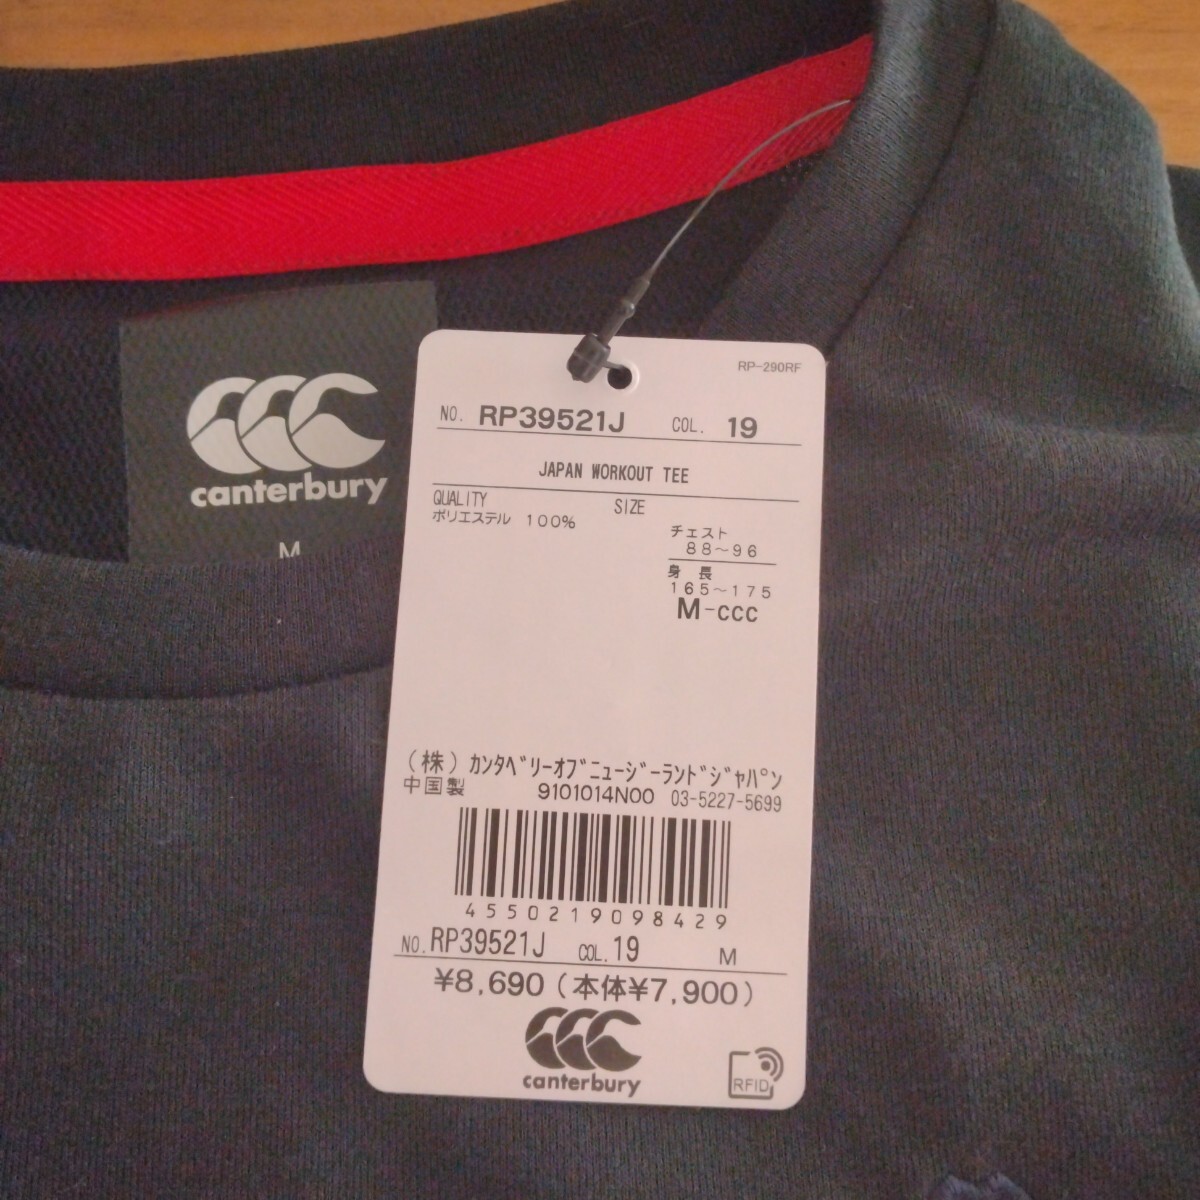 canterbury
M
RP-290RF
NO. RP39521J COL. 19
JAPAN WORKOUT TEE
QUALITY SIZE
ポリエステル 100%
チェスト
88~96
身 長
165~175
M-ccc
(株)ｶﾝﾀﾍﾞﾘｰｵﾌﾞﾆｭｰｼﾞｰﾗﾝﾄﾞｼﾞｬﾊﾟﾝ
中国製 9101014N00 03-5227-5699
4550219098429
NO. RP39521J COL. 19 M
¥8,690(本体¥7,900)
canterbury
RFID